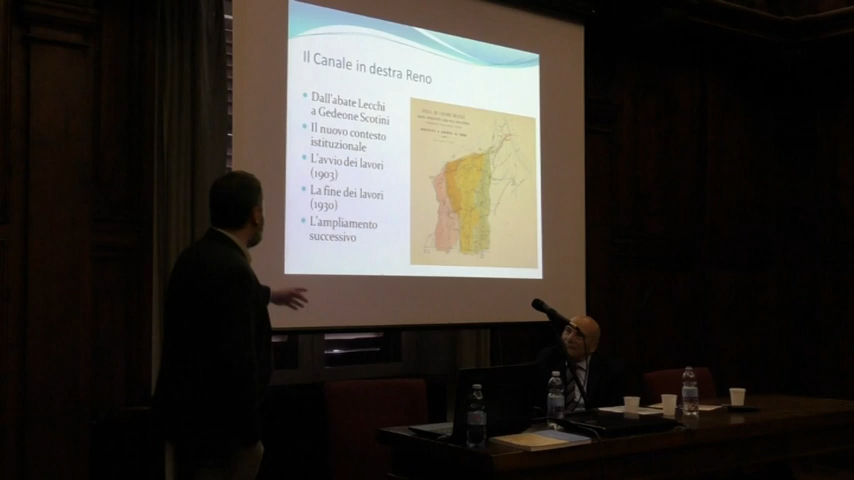 Il Canale in destra Reno
Dall'abate Lecchi
a Gedeone Scotini
Il nuovo contesto
istituzionale
L'avvio dei lavori
(1903)
La fine dei lavori
(1930)
L'ampliamento
successivo